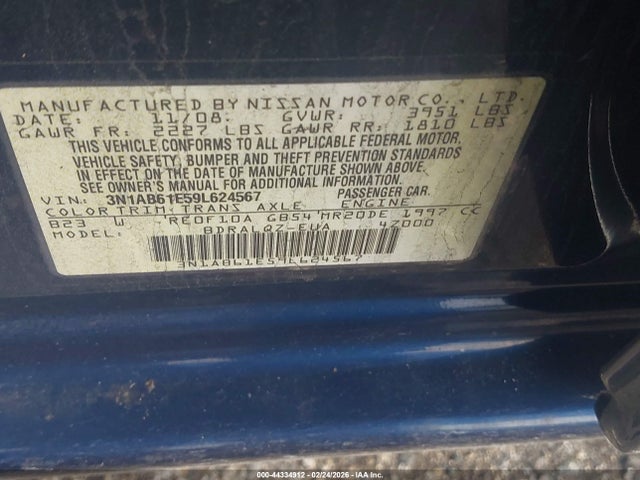 MANUFACTURED BY NISSAN MOTOR CO., LTD.
DATE: 11/08. GVWR: 3951 LBS
GAWR FR: 2227 LBS GAWR RR: 1810 LBS
THIS VEHICLE CONFORMS TO ALL APPLICABLE FEDERAL MOTOR.
VEHICLE SAFETY, BUMPER AND THEFT PREVENTION STANDARDS
IN EFFECT ON THE DATE OF MANUFACTURE SHOWN ABOVE.
SEE OWNER'S MANUAL FOR ADDITIONAL INFORMATION.
VIN: 3N1AB61E59L624567 PASSENGER CAR.
COLOR TRIM, TRANS AXLE ENGINE
B23 W RE0F10A GB54 MR20DE 1997 CC
MODEL: BDRALQZ-EUA 4Z000
3N1AB61E59L624567
000-44334912 - 02/24/2026 - © IAA, Inc.